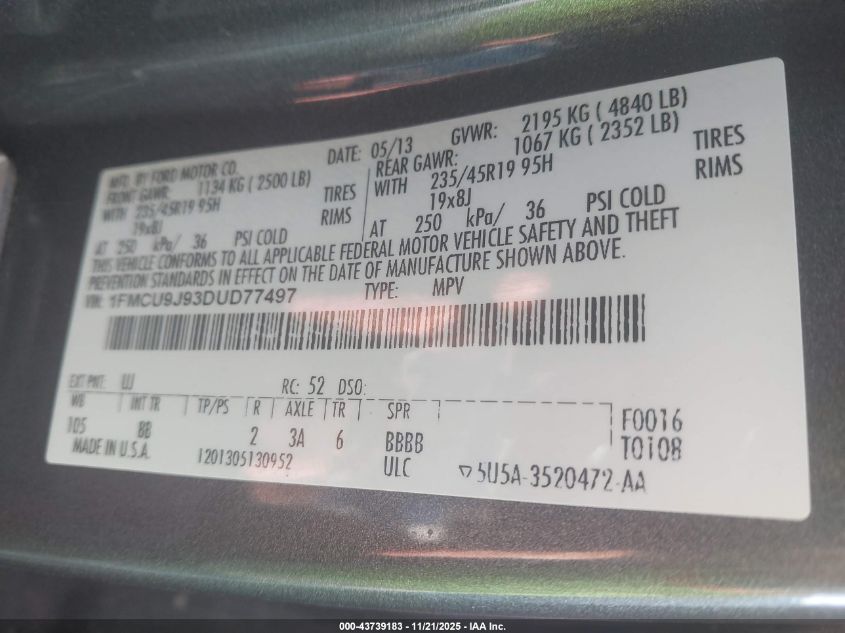 MFD. BY FORD MOTOR CO.
DATE: 05/13 GVWR: 2195 KG ( 4840 LB)
FRONT GAWR: 1134 KG ( 2500 LB) REAR GAWR: 1067 KG ( 2352 LB)
WITH 235/45R19 95H TIRES WITH 235/45R19 95H TIRES
19x8J RIMS 19x8J RIMS
AT 250 kPa/ 36 PSI COLD AT 250 kPa/ 36 PSI COLD
THIS VEHICLE CONFORMS TO ALL APPLICABLE FEDERAL MOTOR VEHICLE SAFETY AND THEFT
PREVENTION STANDARDS IN EFFECT ON THE DATE OF MANUFACTURE SHOWN ABOVE.
VIN: 1FMCU9J93DUD77497 TYPE: MPV
EXT PNT: UJ RC: 52 DSO:
WB INT TR TP/PS R AXLE TR SPR
105 8B 2 3A 6 BBBB
F0016
T0108
MADE IN U.S.A. 1201305130952 ULC ▽5U5A-3520472-AA
000-43739183 - 11/21/2025 - IAA Inc.